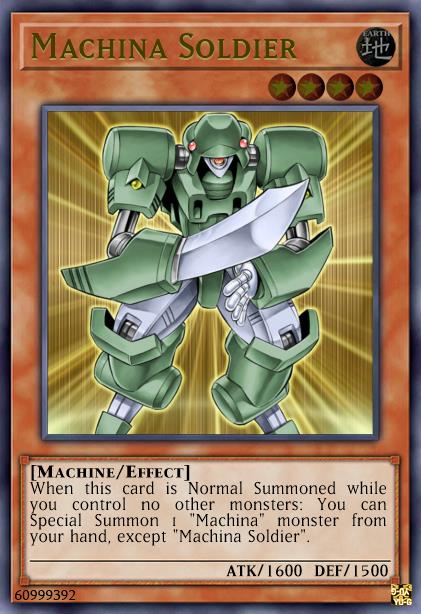 Machina Soldier
EARTH
地
[Machine/Effect]
When this card is Normal Summoned while
you control no other monsters: You can
Special Summon 1 "Machina" monster from
your hand, except "Machina Soldier".
ATK/1600 DEF/1500
60999392